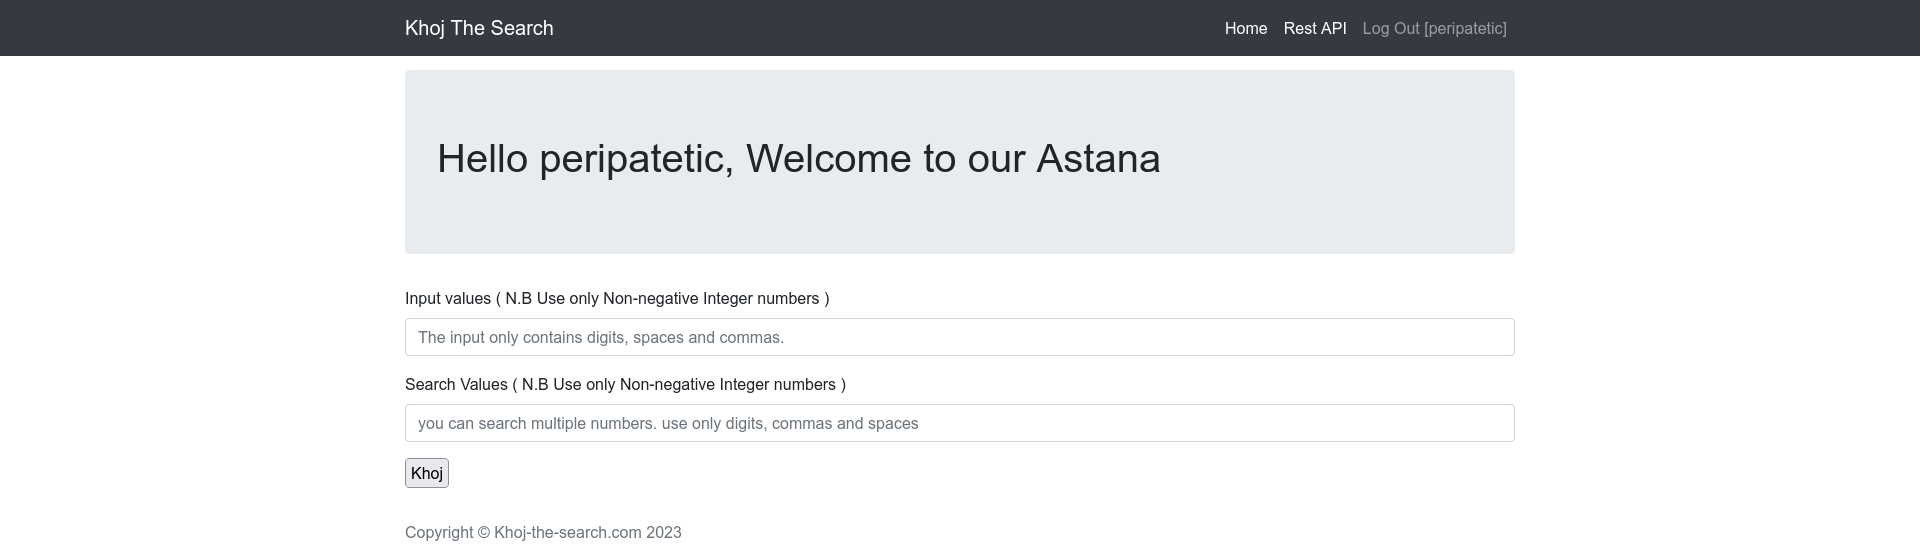 Khoj The Search
Home Rest API Log Out [peripatetic]
Hello peripatetic, Welcome to our Astana
Input values ( N.B Use only Non-negative Integer numbers )
The input only contains digits, spaces and commas.
Search Values ( N.B Use only Non-negative Integer numbers )
you can search multiple numbers. use only digits, commas and spaces
Khoj
Copyright © Khoj-the-search.com 2023